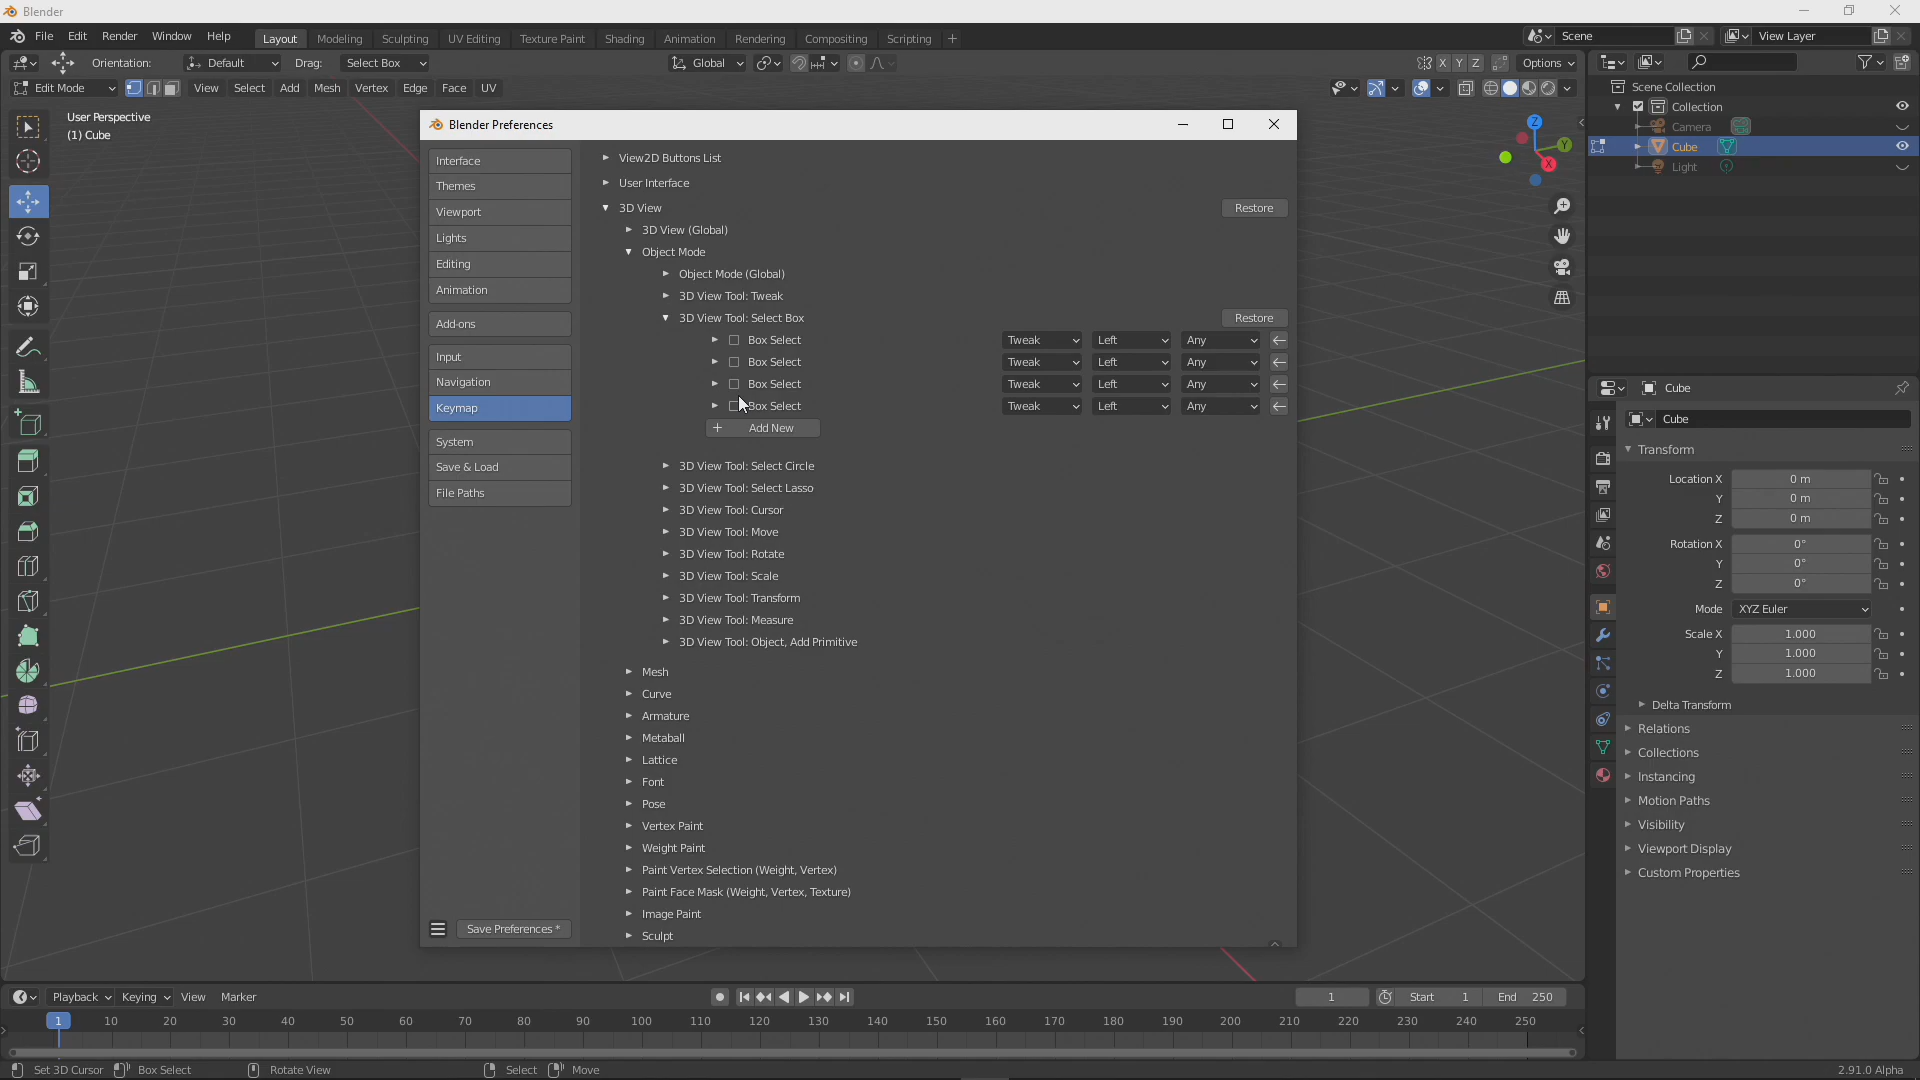 Blender
File Edit Render Window Help Layout Modeling Sculpting UV Editing Texture Paint Shading Animation Rendering Compositing Scripting + Scene View Layer
Orientation: Default Drag: Select Box Global X Y Z Options
Edit Mode View Select Add Mesh Vertex Edge Face UV
User Perspective
(1) Cube
Z
Y
X
Blender Preferences
Interface
Themes
Viewport
Lights
Editing
Animation
Add-ons
Input
Navigation
Keymap
System
Save & Load
File Paths
Save Preferences *
View2D Buttons List
User Interface
3D View Restore
3D View (Global)
Object Mode
Object Mode (Global)
3D View Tool: Tweak
3D View Tool: Select Box Restore
Box Select Tweak Left Any
Box Select Tweak Left Any
Box Select Tweak Left Any
Box Select Tweak Left Any
+ Add New
3D View Tool: Select Circle
3D View Tool: Select Lasso
3D View Tool: Cursor
3D View Tool: Move
3D View Tool: Rotate
3D View Tool: Scale
3D View Tool: Transform
3D View Tool: Measure
3D View Tool: Object, Add Primitive
Mesh
Curve
Armature
Metaball
Lattice
Font
Pose
Vertex Paint
Weight Paint
Paint Vertex Selection (Weight, Vertex)
Paint Face Mask (Weight, Vertex, Texture)
Image Paint
Sculpt
Scene Collection
Collection
Camera
Cube
Light
Cube
Cube
Transform
Location X 0 m
Y 0 m
Z 0 m
Rotation X 0°
Y 0°
Z 0°
Mode XYZ Euler
Scale X 1.000
Y 1.000
Z 1.000
Delta Transform
Relations
Collections
Instancing
Motion Paths
Visibility
Viewport Display
Custom Properties
Playback Keying View Marker 1 Start 1 End 250
1 10 20 30 40 50 60 70 80 90 100 110 120 130 140 150 160 170 180 190 200 210 220 230 240 250
Set 3D Cursor Box Select Rotate View Select Move 2.91.0 Alpha